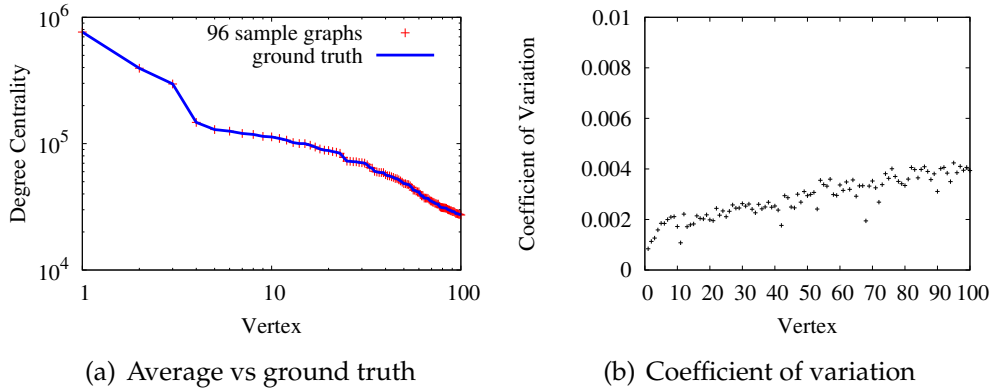 10^6
10^5
10^4
Degree Centrality
96 sample graphs
ground truth
1
10
100
Vertex
(a) Average vs ground truth
0.01
0.008
0.006
0.004
0.002
0
Coefficient of Variation
0 10 20 30 40 50 60 70 80 90 100
Vertex
(b) Coefficient of variation